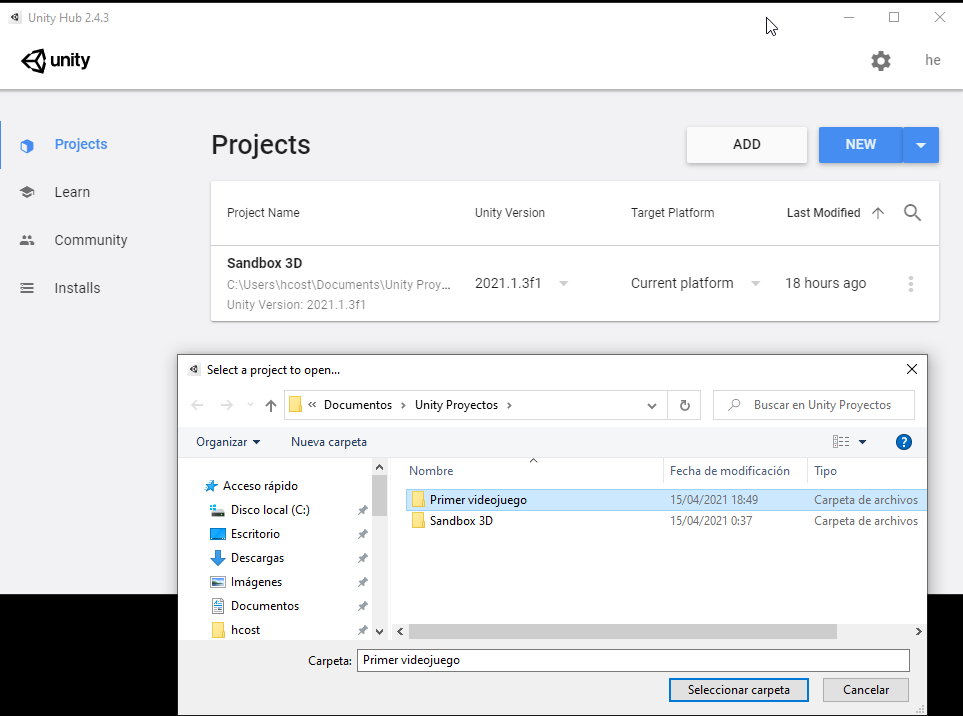 Unity Hub 2.4.3
unity
he
Projects
Learn
Community
Installs
Projects
ADD
NEW
Project Name Unity Version Target Platform Last Modified
Sandbox 3D
C:\Users\hcost\Documents\Unity Proy...
Unity Version: 2021.1.3f1
2021.1.3f1 Current platform 18 hours ago
Select a project to open...
« Documentos › Unity Proyectos ›
Buscar en Unity Proyectos
Organizar Nueva carpeta
?
Acceso rápido
Disco local (C:)
Escritorio
Descargas
Imágenes
Documentos
hcost
Nombre Fecha de modificación Tipo
Primer videojuego 15/04/2021 18:49 Carpeta de archivos
Sandbox 3D 15/04/2021 0:37 Carpeta de archivos
Carpeta: Primer videojuego
Seleccionar carpeta Cancelar